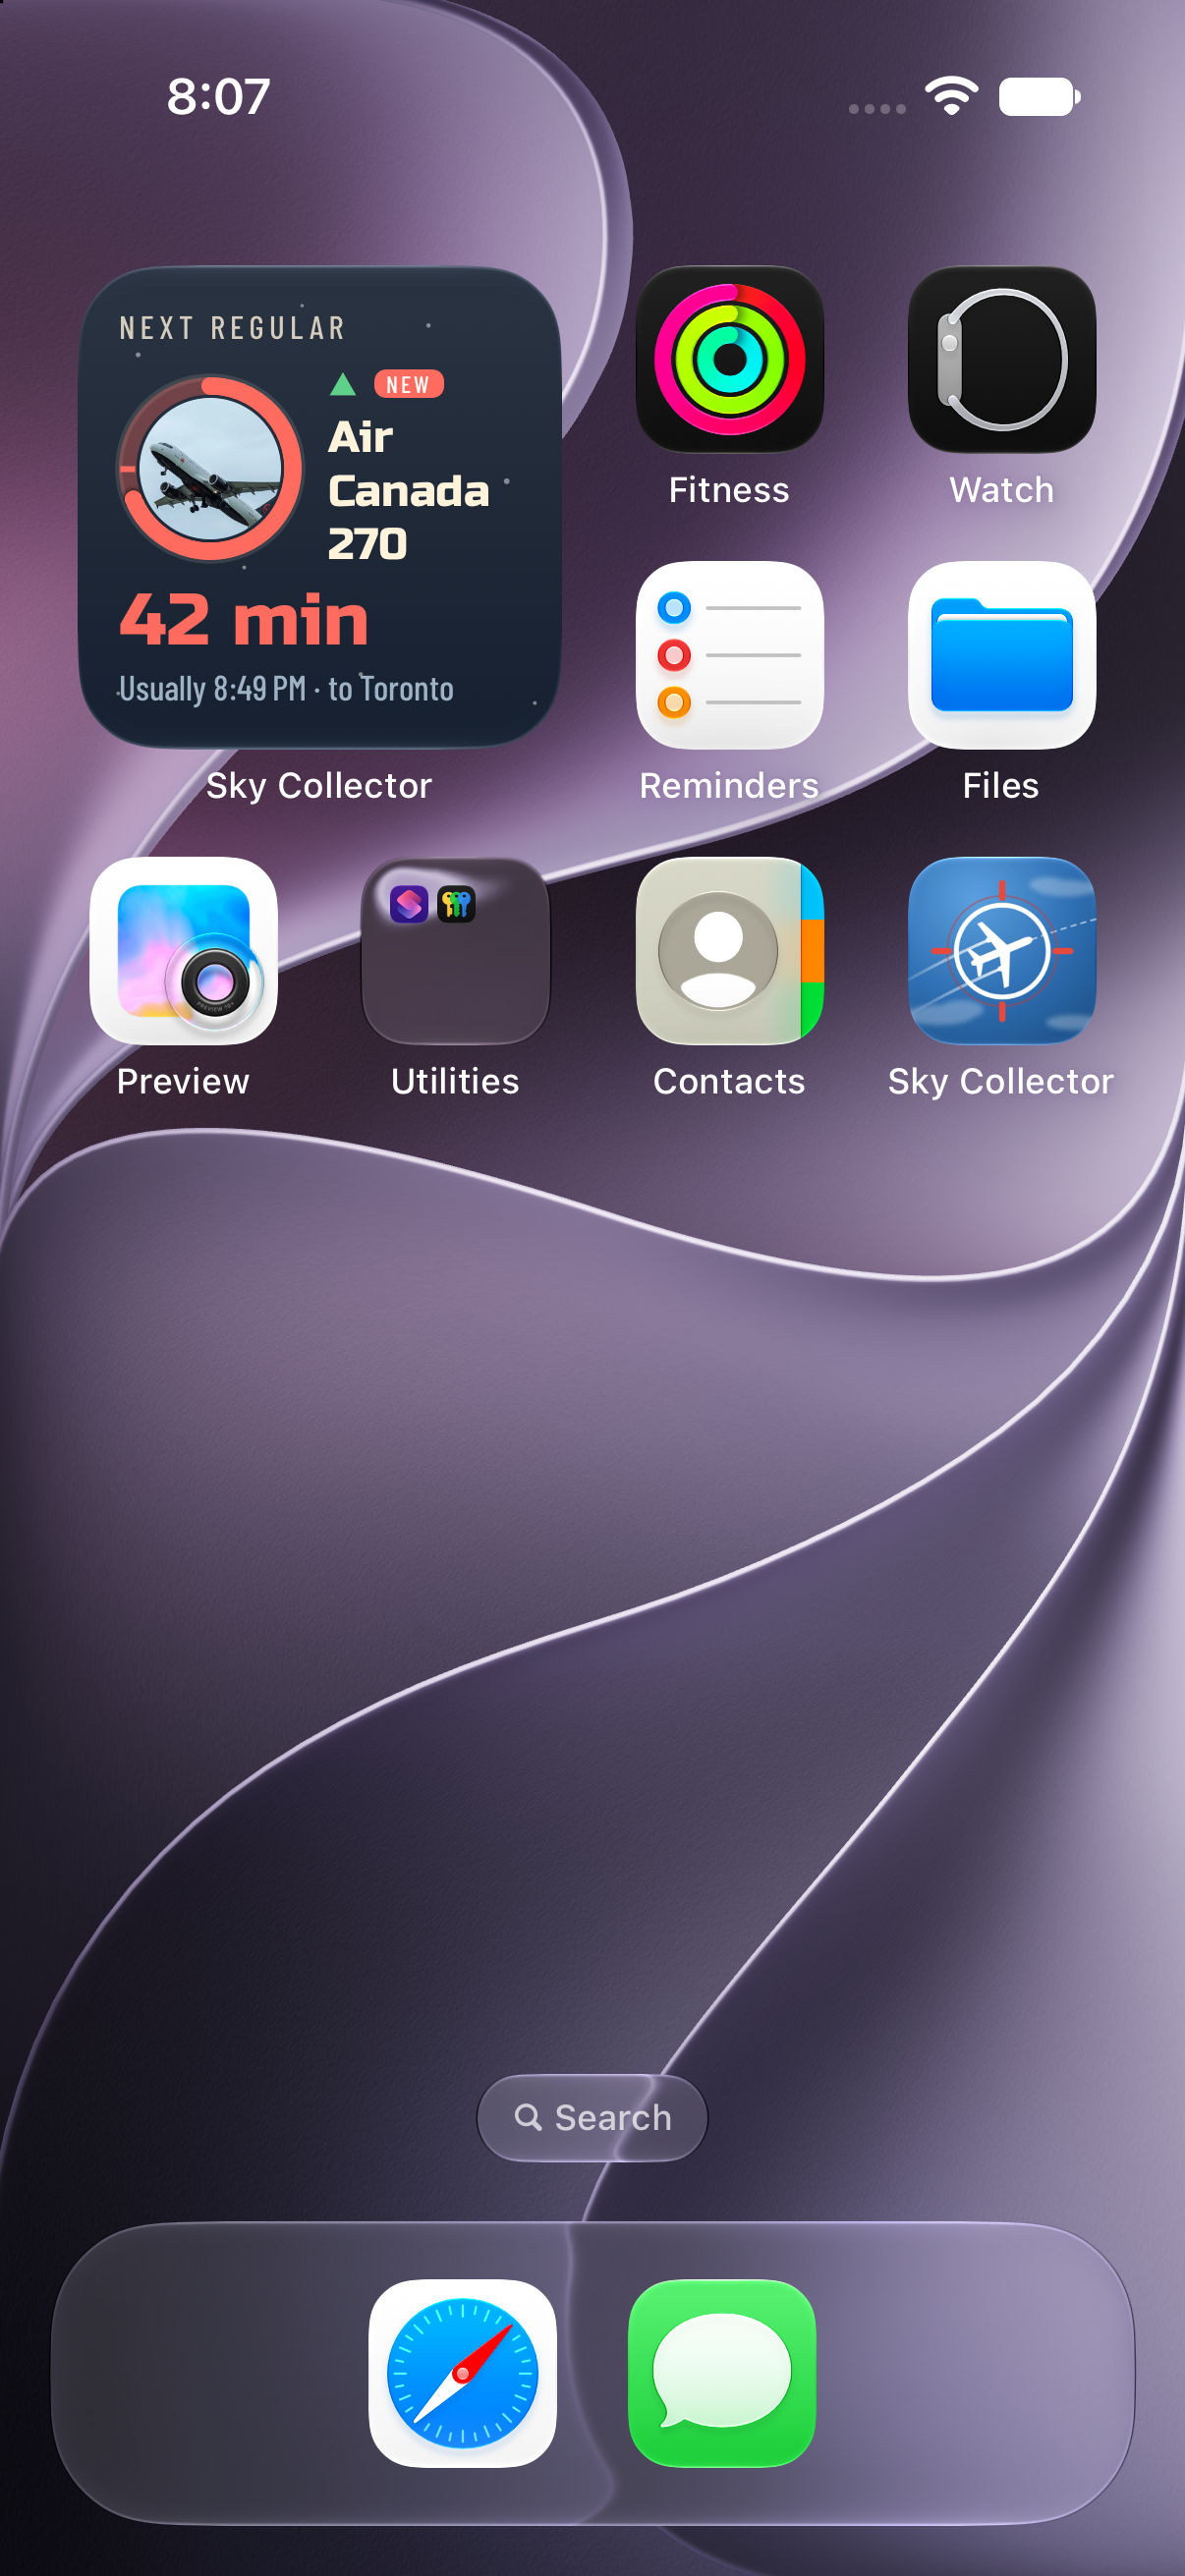 8:07
NEXT REGULAR
NEW
Air
Canada
270
42 min
Usually 8:49 PM · to Toronto
Sky Collector
Fitness
Watch
Reminders
Files
Preview
Utilities
Contacts
Sky Collector
Search